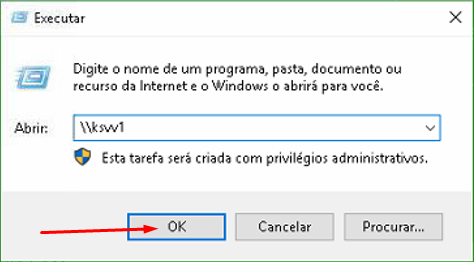 Executar
Digite o nome de um programa, pasta, documento ou
recurso da Internet e o Windows o abrirá para você.
Abrir:
\\ksvv1
Esta tarefa será criada com privilégios administrativos.
OK
Cancelar
Procurar...